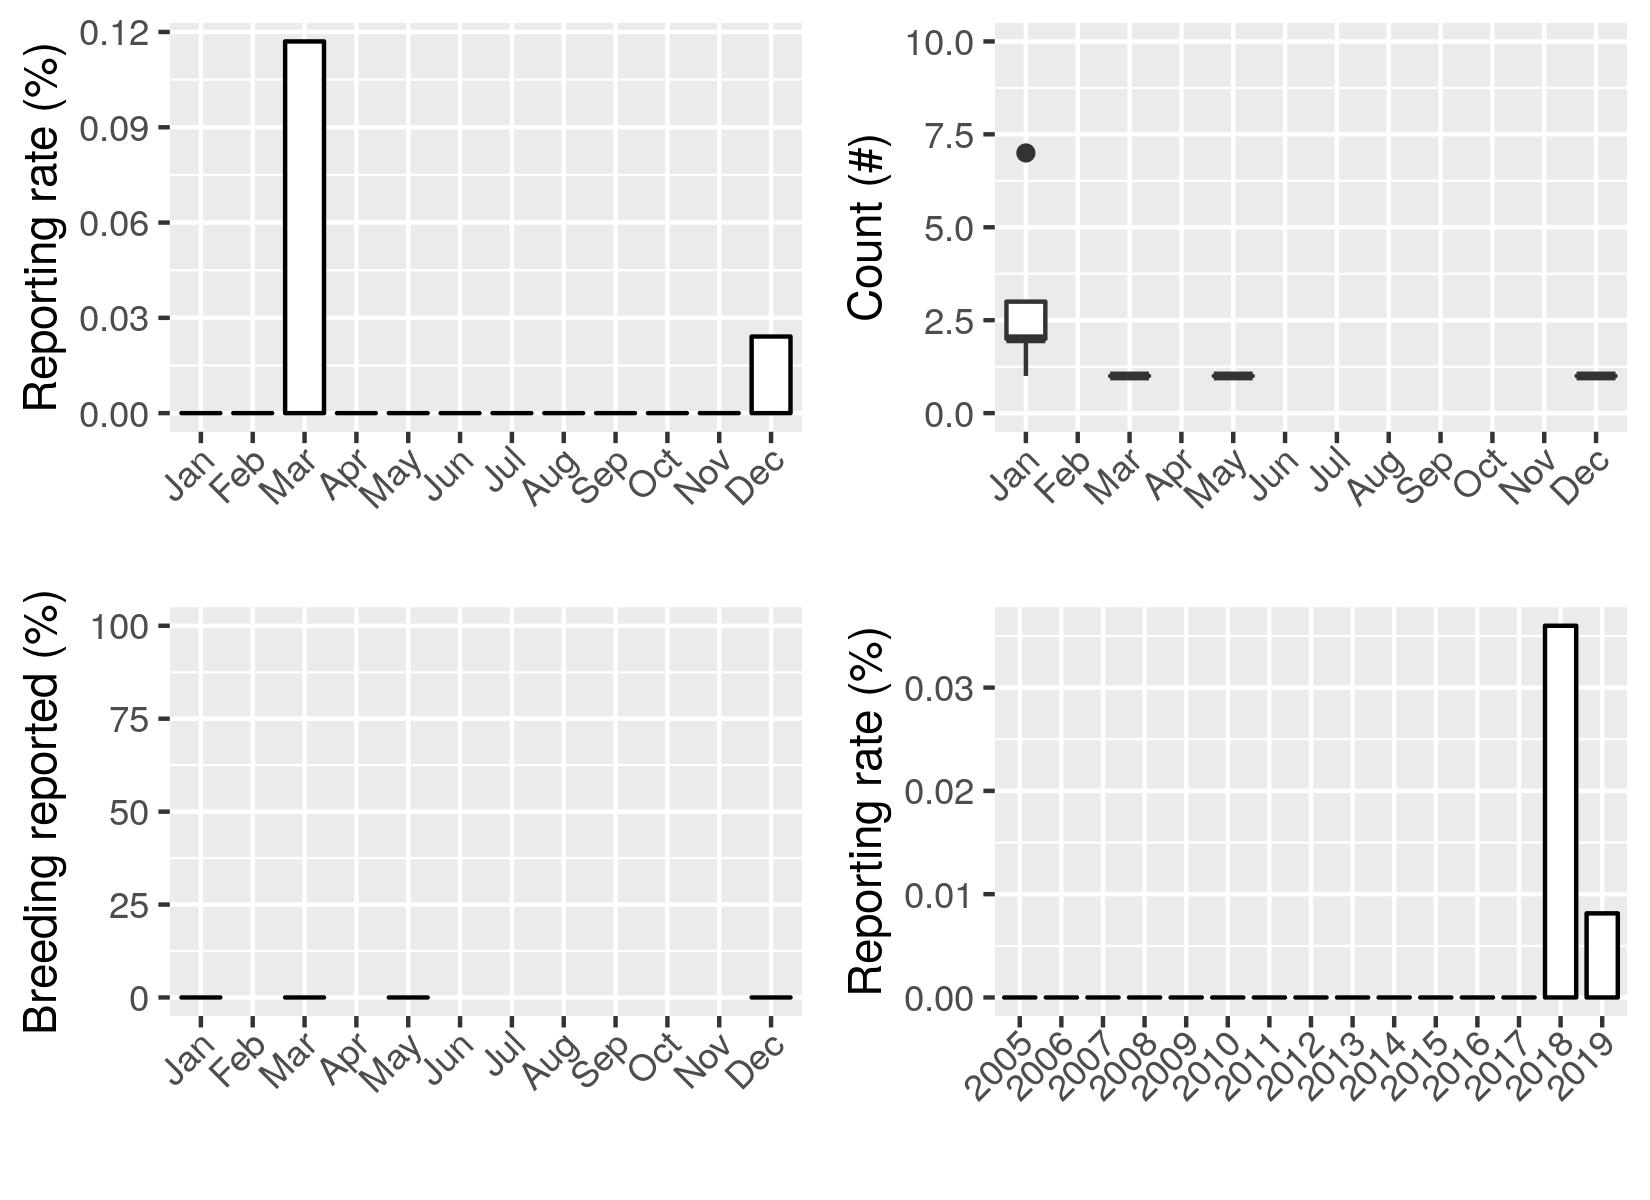 Reporting rate (%)
0.12
0.09
0.06
0.03
0.00
Jan Feb Mar Apr May Jun Jul Aug Sep Oct Nov Dec
Count (#)
10.0
7.5
5.0
2.5
0.0
Jan Feb Mar Apr May Jun Jul Aug Sep Oct Nov Dec
Breeding reported (%)
100
75
50
25
0
Jan Feb Mar Apr May Jun Jul Aug Sep Oct Nov Dec
Reporting rate (%)
0.03
0.02
0.01
0.00
2005 2006 2007 2008 2009 2010 2011 2012 2013 2014 2015 2016 2017 2018 2019